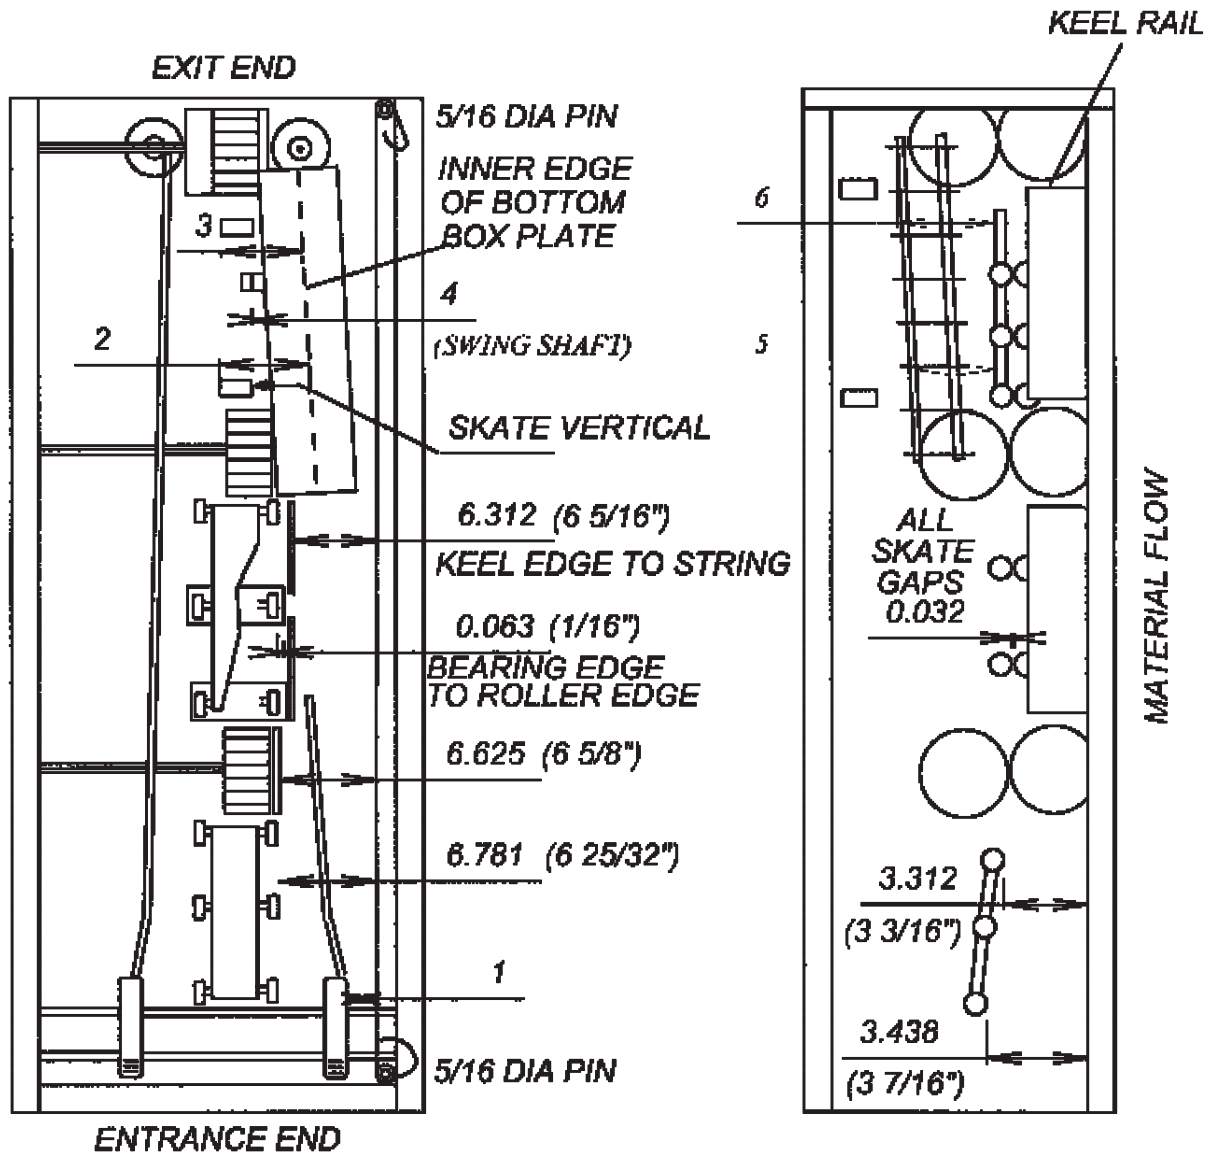 KEEL RAIL
EXIT END
5/16 DIA PIN
INNER EDGE
OF BOTTOM
BOX PLATE
3
4
(SWING SHAFT)
2
SKATE VERTICAL
6.312 (6 5/16")
KEEL EDGE TO STRING
0.063 (1/16")
BEARING EDGE
TO ROLLER EDGE
6.625 (6 5/8")
6.781 (6 25/32")
1
5/16 DIA PIN
ENTRANCE END
6
5
ALL
SKATE
GAPS
0.032
MATERIAL FLOW
3.312
(3 3/16")
3.438
(3 7/16")